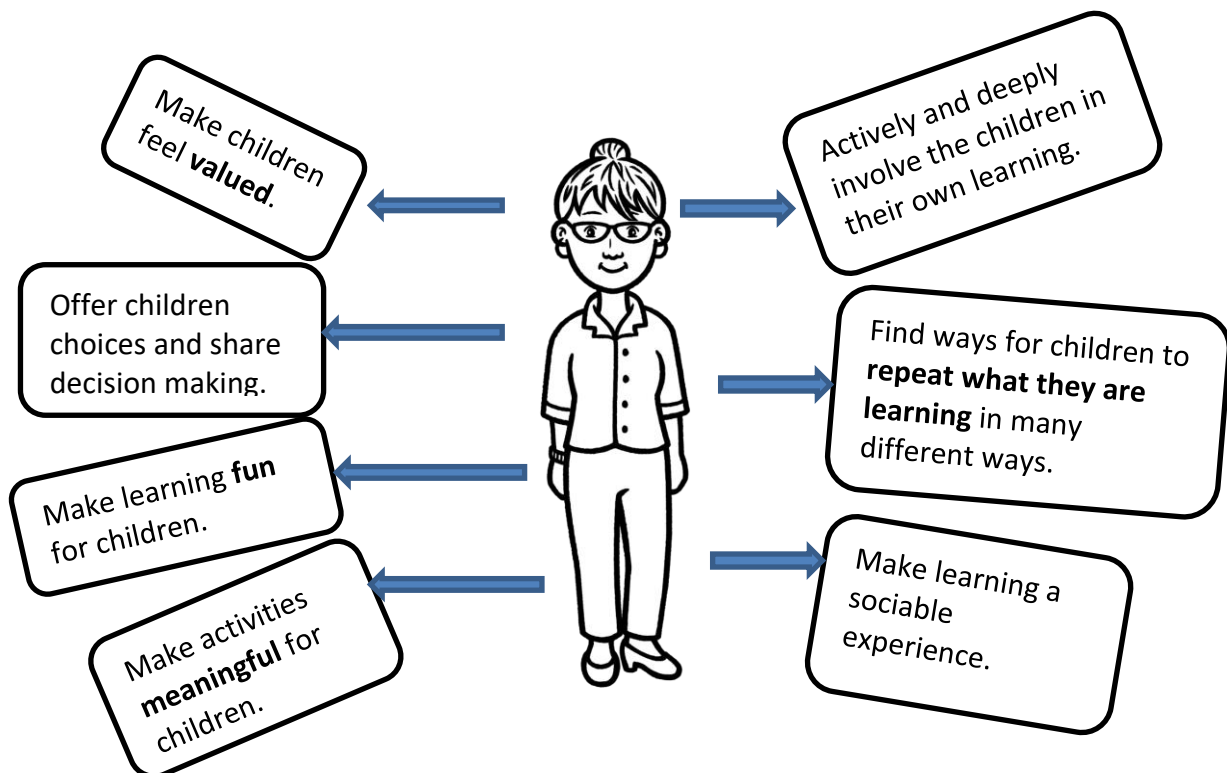 Make children
feel valued.
Offer children
choices and share
decision making.
Make learning fun
for children.
Make activities
meaningful for
children.
Actively and deeply
involve the children in
their own learning.
Find ways for children to
repeat what they are
learning in many
different ways.
Make learning a
sociable
experience.